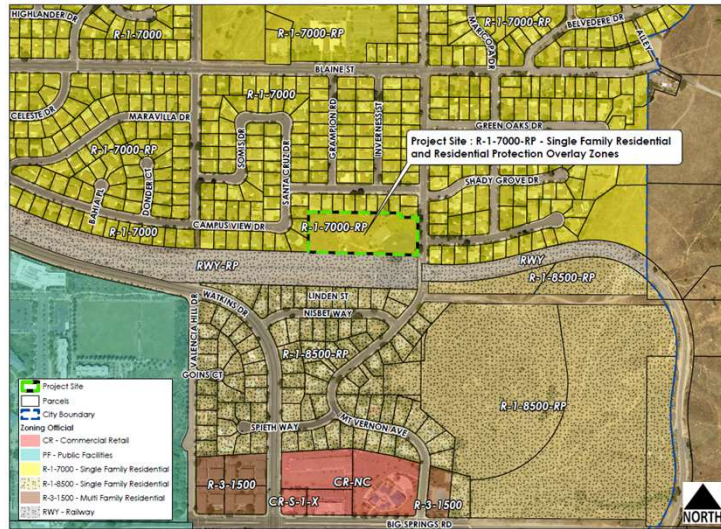 HIGHLANDER DR
R-1-7000
R-1-7000-RP
MARICOPA DR
BELVEDERE DR
ALLEY
BLAINE ST
CELESTE DR
MARAVILLA DR
R-1-7000
GRAMPION RD
INVERNESS ST
GREEN OAKS DR
R-1-7000-RP
SOMIS DR
SANTA CRUZ DR
Project Site : R-1-7000-RP - Single Family Residential
and Residential Protection Overlay Zones
BAHIA PL
DONDER CT
SHADY GROVE DR
R-1-7000
CAMPUS VIEW DR
R-1-7000-RP
RWY-RP
RWY
R-1-8500-RP
WATKINS DR
LINDEN ST
NISBET WAY
VALENCIA HILL DR
R-1-8500-RP
GOINS CT
R-1-8500-RP
SPIETH WAY
MT VERNON AVE
Project Site
Parcels
City Boundary
Zoning Official
CR - Commercial Retail
PF - Public Facilities
R-1-7000 - Single Family Residential
R-1-8500 - Single Family Residential
R-3-1500 - Multi Family Residential
RWY - Railway
R-3-1500
CR-NC
CR-S-1-X
R-3-1500
BIG SPRINGS RD
NORTH